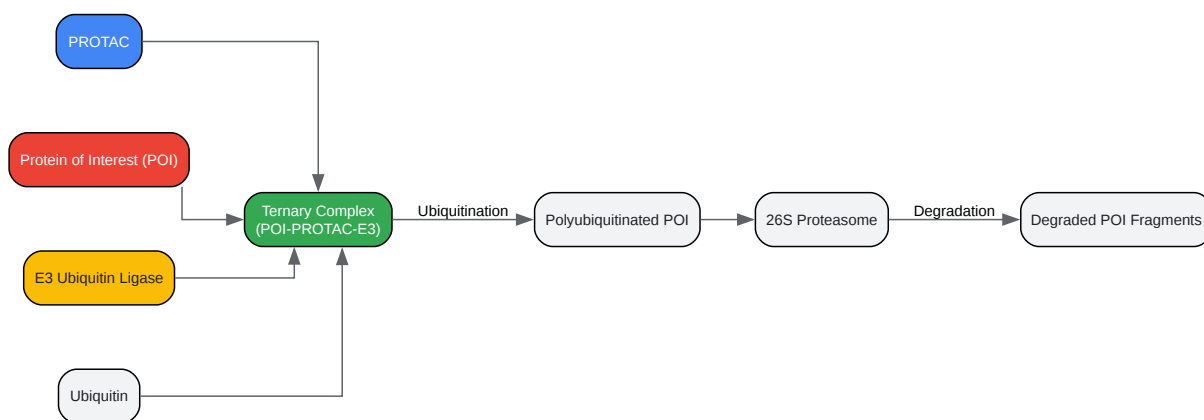 PROTAC
Protein of Interest (POI)
Ternary Complex
(POI-PROTAC-E3)
Ubiquitination
Polyubiquitinated POI
26S Proteasome
Degradation
Degraded POI Fragments
E3 Ubiquitin Ligase
Ubiquitin